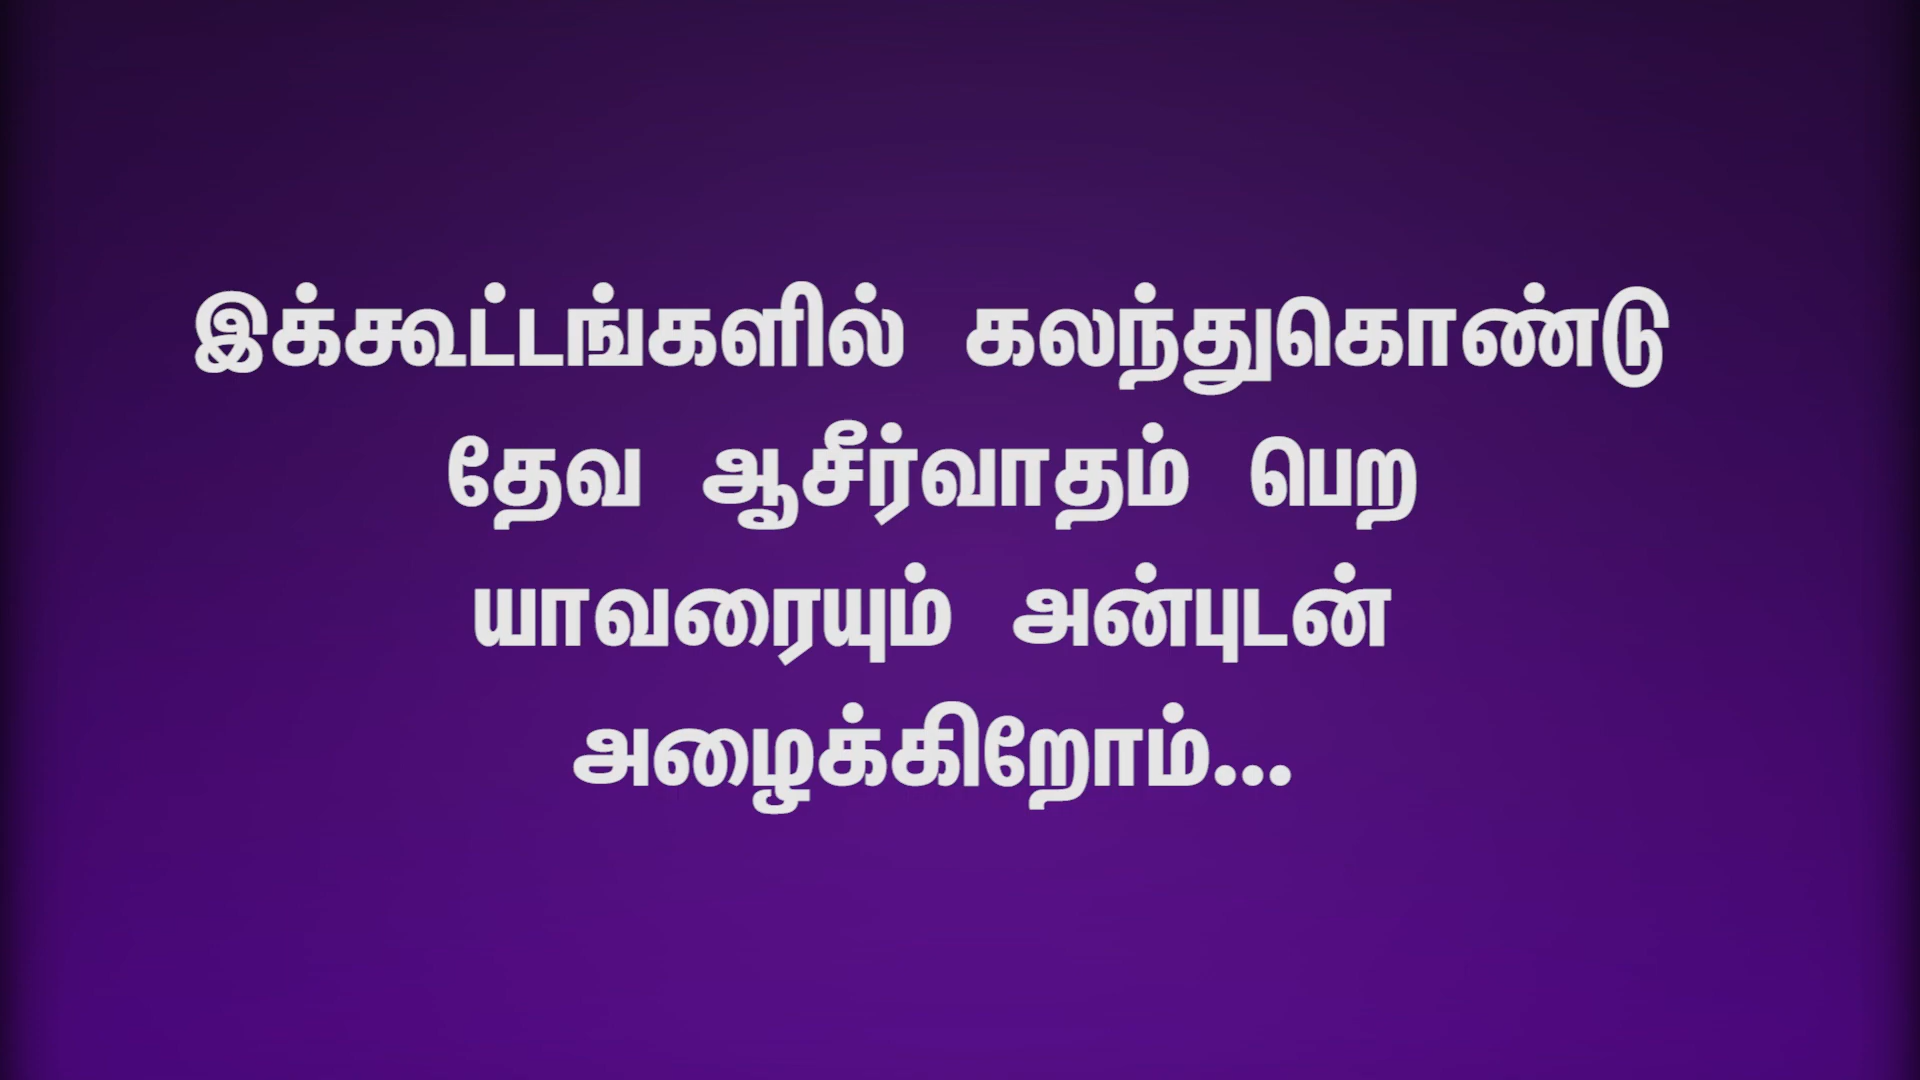 இக்கூட்டங்களில் கலந்துகொண்டு
தேவ ஆசீர்வாதம் பெற
யாவரையும் அன்புடன்
அழைக்கிறோம்...